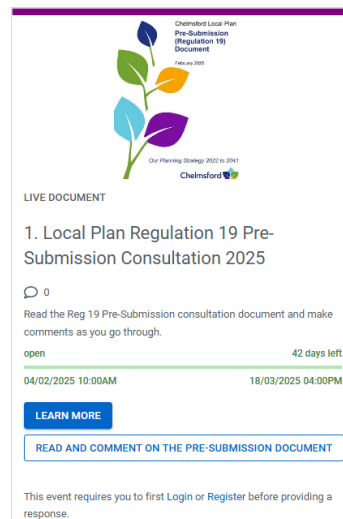 Chelmsford Local Plan
Pre-Submission
(Regulation 19)
Document
February 2025
Our Planning Strategy 2022 to 2041
Chelmsford
LIVE DOCUMENT
1. Local Plan Regulation 19 Pre-
Submission Consultation 2025
0
Read the Reg 19 Pre-Submission consultation document and make
comments as you go through.
open 42 days left
04/02/2025 10:00AM 18/03/2025 04:00PM
LEARN MORE
READ AND COMMENT ON THE PRE-SUBMISSION DOCUMENT
This event requires you to first Login or Register before providing a
response.